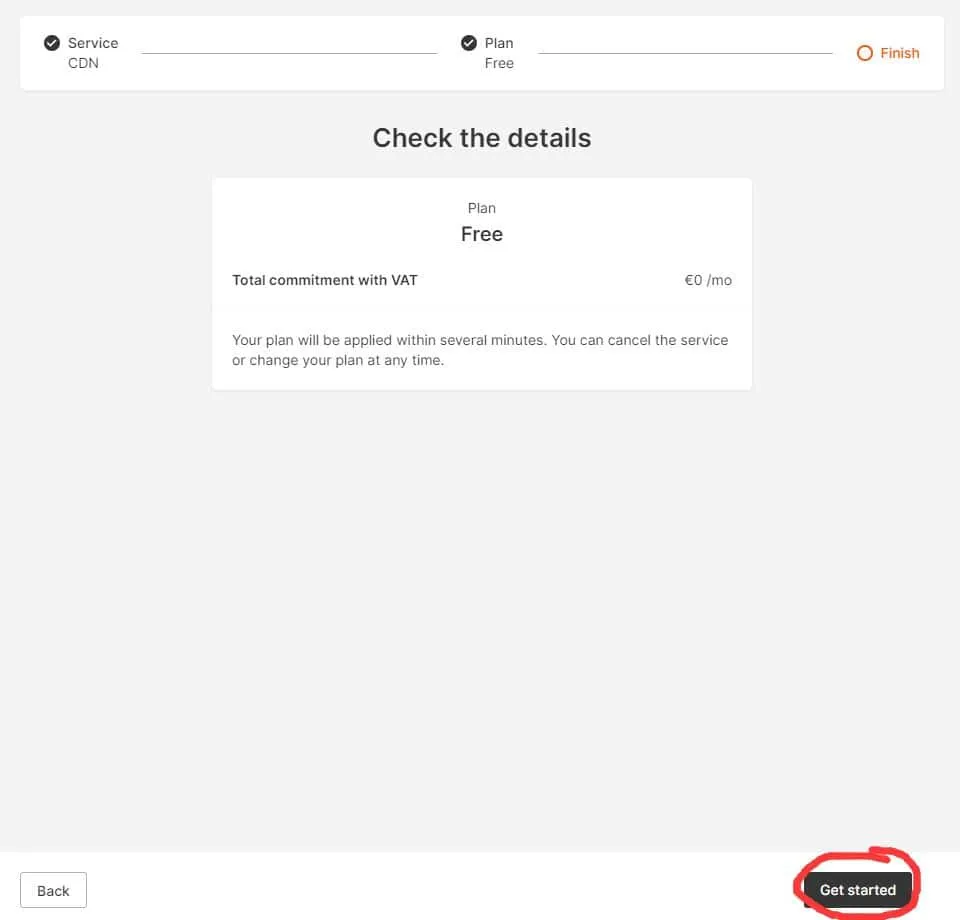 Service
CDN
Plan
Free
Finish
Check the details
Plan
Free
Total commitment with VAT €0 /mo
Your plan will be applied within several minutes. You can cancel the service
or change your plan at any time.
Back
Get started